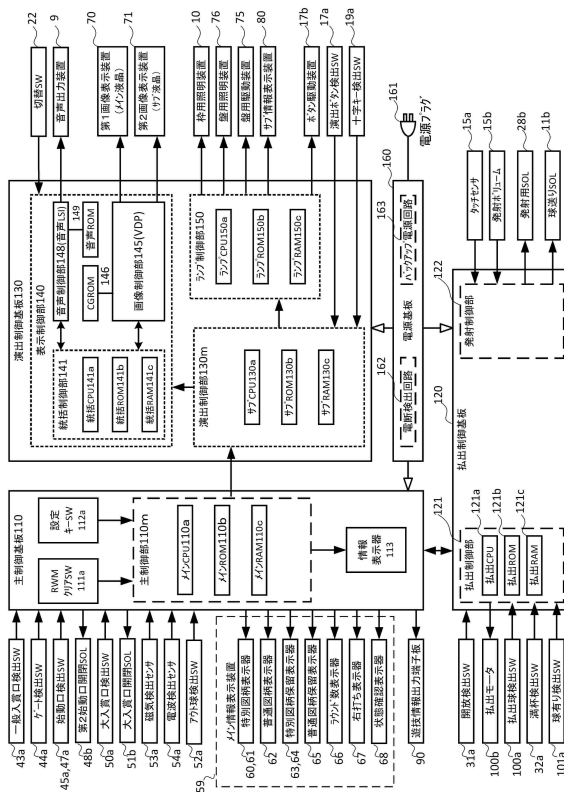 一般入賞口検出SW
43a
ゲート検出SW
44a
始動口検出SW
45a,47a
第2始動口開閉SOL
48b
大入賞口検出SW
50a
大入賞口開閉SOL
51b
磁気検出センサ
53a
電波検出センサ
54a
アウト球検出SW
52a
59
メイン情報表示装置
特別図柄表示器
60,61
普通図柄表示器
62
特別図柄保留表示器
63,64
普通図柄保留表示器
65
ラウンド数表示器
66
右打ち表示器
67
状態確認表示器
68
遊技情報出力端子板
90
主制御基板110
RWM
クリアSW
111a
設定
キーSW
112a
主制御部110m
メインCPU110a
メインROM110b
メインRAM110c
情報
表示器
113
演出制御基板130
表示制御部140
統括制御部141
統括CPU141a
統括ROM141b
統括RAM141c
音声制御部148(音声LSI)
149
音声ROM
CGROM
146
画像制御部145(VDP)
演出制御部130m
サブCPU130a
サブROM130b
サブRAM130c
ランプ制御部150
ランプCPU150a
ランプROM150b
ランプRAM150c
切替SW
22
音声出力装置
9
第1画像表示装置
(メイン液晶)
70
第2画像表示装置
(サブ液晶)
71
枠用照明装置
10
盤用照明装置
76
盤用駆動装置
75
サブ情報表示装置
80
ボタン駆動装置
17b
演出ボタン検出SW
17a
十字キー検出SW
19a
電断検出回路
162
電源基板
バックアップ電源回路
163
160
161
電源プラグ
開放検出SW
31a
払出モータ
100b
払出球検出SW
100a
満杯検出SW
32a
球有り検出SW
101a
払出制御部
121
払出CPU
121a
払出ROM
121b
払出RAM
121c
払出制御基板
120
発射制御部
122
タッチセンサ
15a
発射ボリューム
15b
発射用SOL
28b
球送りSOL
11b